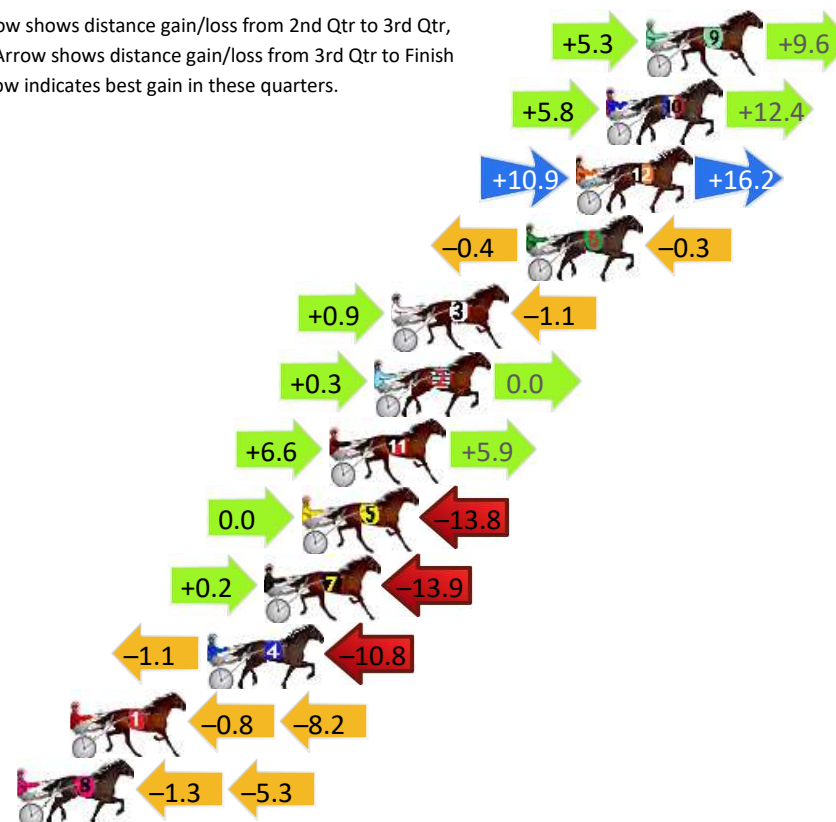 ow shows distance gain/loss from 2nd Qtr to 3rd Qtr,
Arrow shows distance gain/loss from 3rd Qtr to Finish
ow indicates best gain in these quarters.
+5.3 9 +9.6
+5.8 10 +12.4
+10.9 12 +16.2
–0.4 –0.3
+0.9 3 –1.1
+0.3 0.0
+6.6 11 +5.9
0.0 5 –13.8
+0.2 7 –13.9
–1.1 4 –10.8
1 –0.8 –8.2
8 –1.3 –5.3